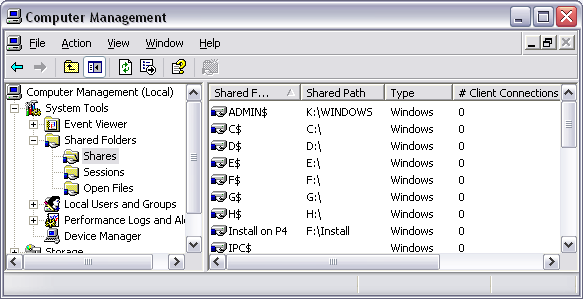 Computer Management
File Action View Window Help
Computer Management (Local)
System Tools
Event Viewer
Shared Folders
Shares
Sessions
Open Files
Local Users and Groups
Performance Logs and Al
Device Manager
Storage
Shared F... Shared Path Type # Client Connections
ADMIN$ K:\WINDOWS Windows 0
C$ C:\ Windows 0
D$ D:\ Windows 0
E$ E:\ Windows 0
F$ F:\ Windows 0
G$ G:\ Windows 0
H$ H:\ Windows 0
Install on P4 F:\Install Windows 0
IPC$ Windows 0